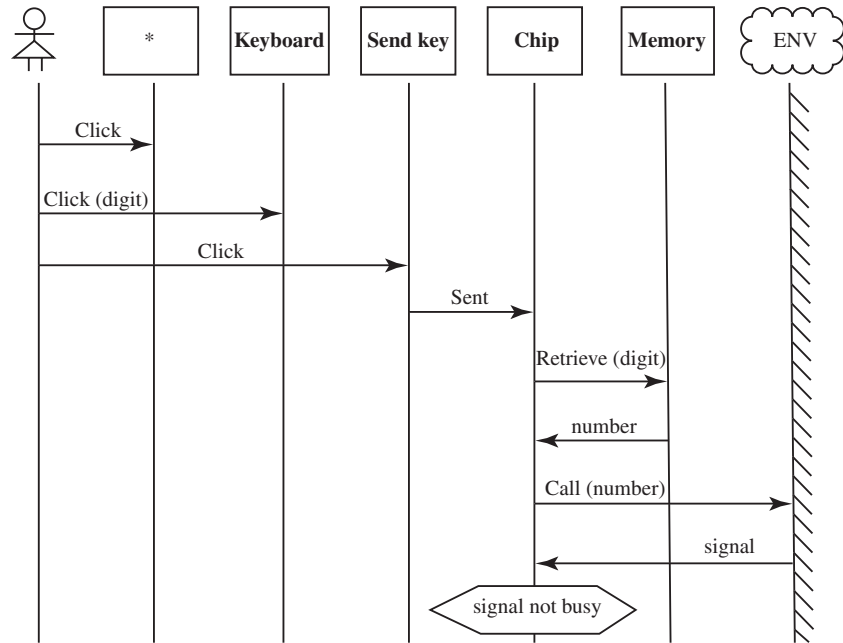 *
Keyboard
Send key
Chip
Memory
ENV
Click
Click (digit)
Click
Sent
Retrieve (digit)
number
Call (number)
signal
signal not busy